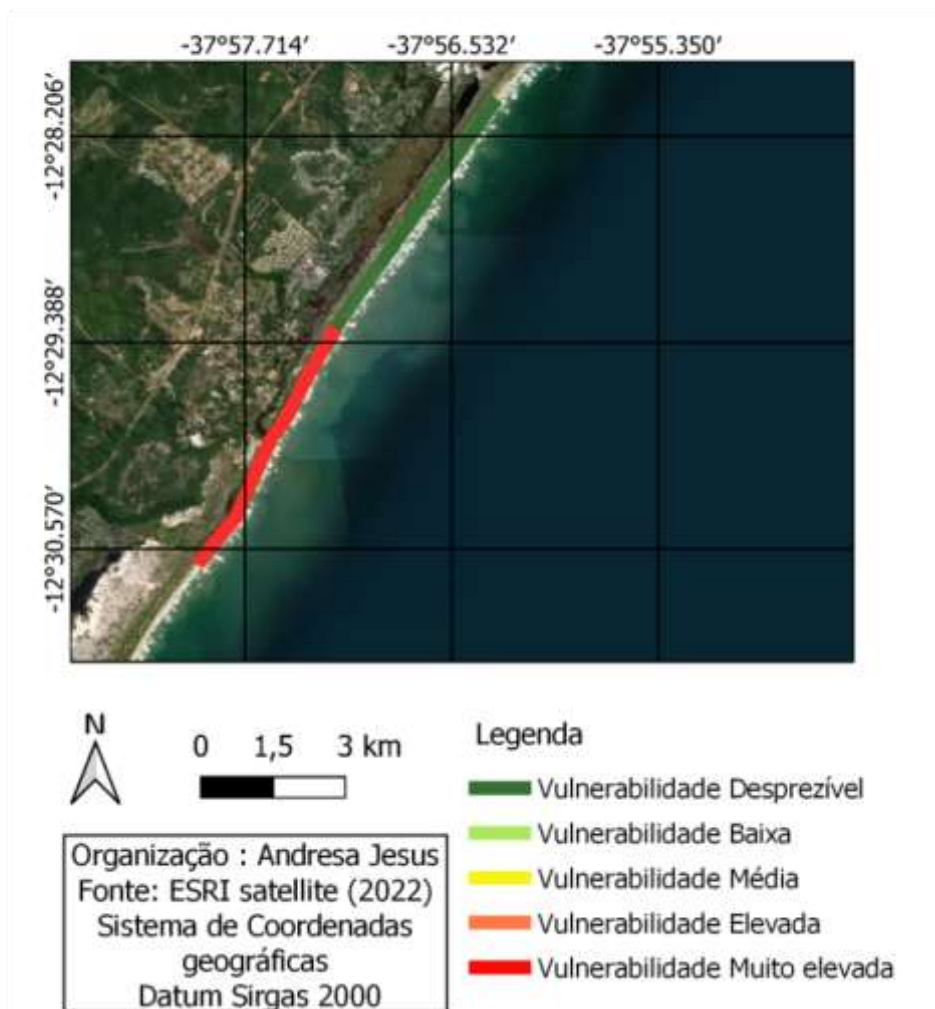 -37°57.714′ -37°56.532′ -37°55.350′
-12°28.206′
-12°29.388′
-12°30.570′
N
0 1,5 3 km
Legenda
Vulnerabilidade Desprezível
Vulnerabilidade Baixa
Vulnerabilidade Média
Vulnerabilidade Elevada
Vulnerabilidade Muito elevada
Organização : Andresa Jesus
Fonte: ESRI satellite (2022)
Sistema de Coordenadas
geográficas
Datum Sirgas 2000